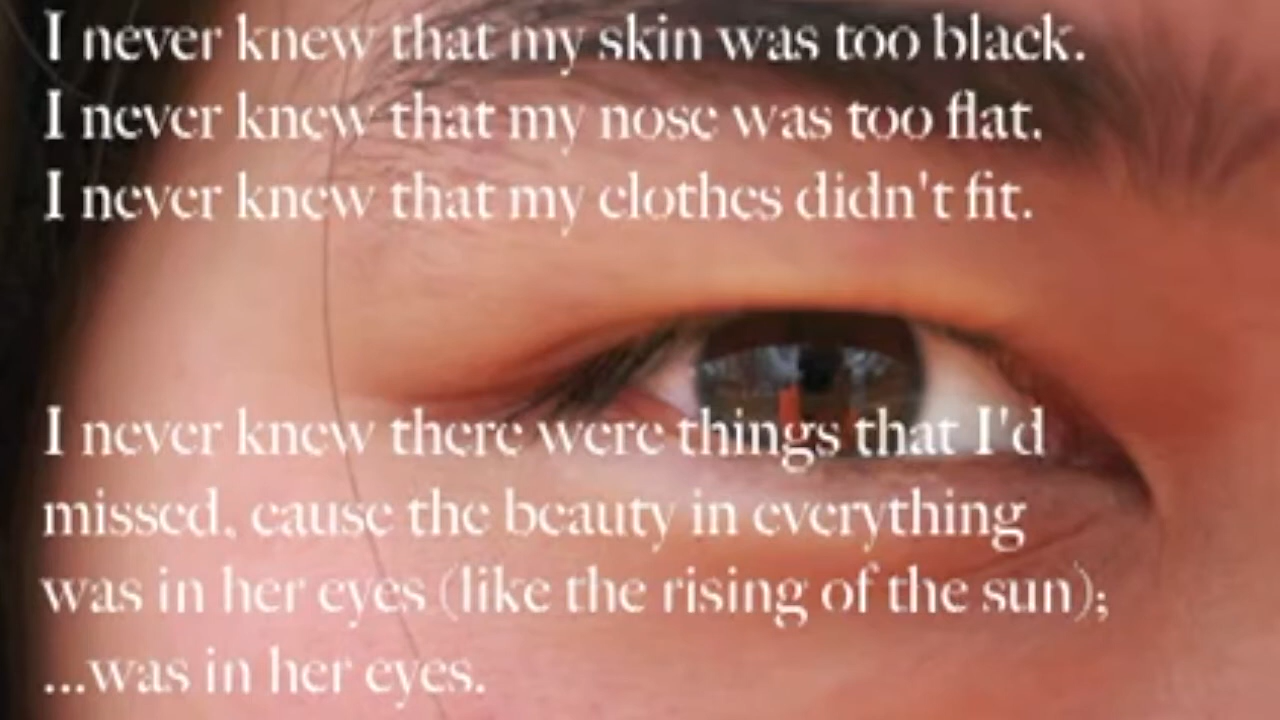 I never knew that my skin was too black.
I never knew that my nose was too flat.
I never knew that my clothes didn't fit.
I never knew there were things that I'd
missed, cause the beauty in everything
was in her eyes (like the rising of the sun);
...was in her eyes.